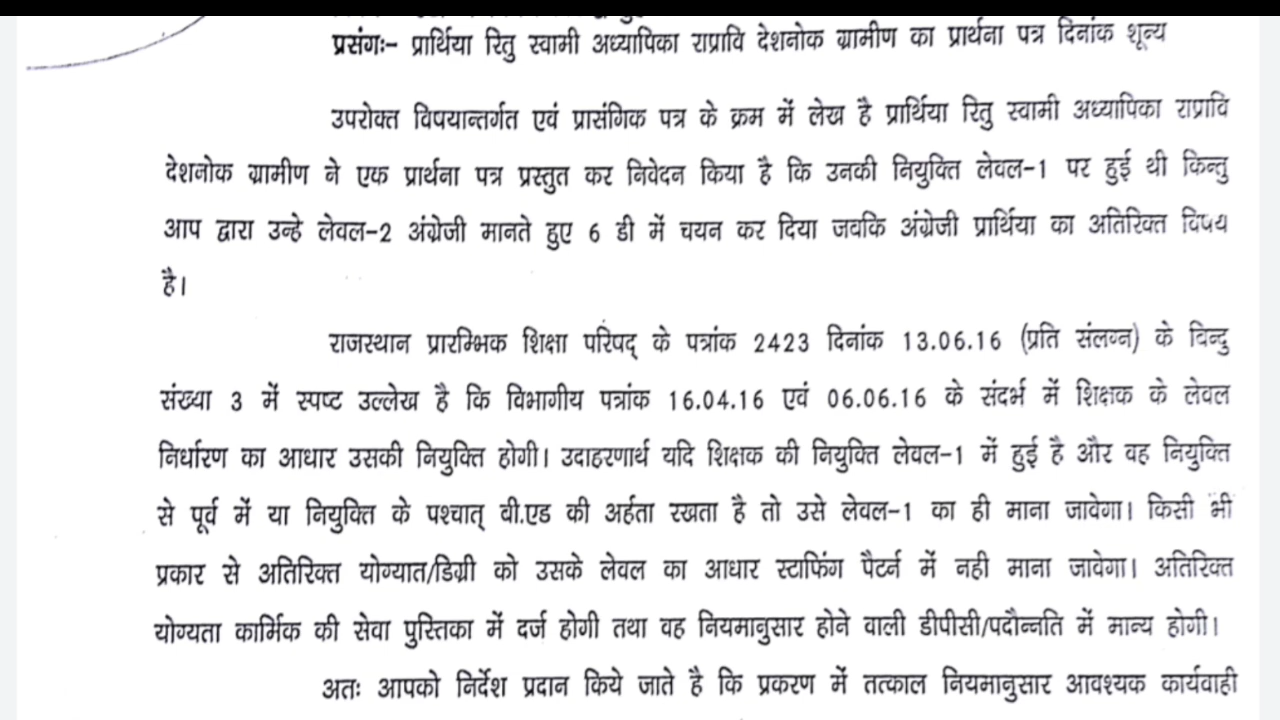 प्रसंगः- प्रार्थिया रितु स्वामी अध्यापिका राप्रावि देशनोक ग्रामीण का प्रार्थना पत्र दिनांक शून्य
उपरोक्त विषयान्तर्गत एवं प्रासंगिक पत्र के क्रम में लेख है प्रार्थिया रितु स्वामी अध्यापिका राप्रावि
देशनोक ग्रामीण ने एक प्रार्थना पत्र प्रस्तुत कर निवेदन किया है कि उनकी नियुक्ति लेवल-1 पर हुई थी किन्तु
आप द्वारा उन्हे लेवल-2 अंग्रेजी मानते हुए 6 डी में चयन कर दिया जबकि अंग्रेजी प्रार्थिया का अतिरिक्त विषय
है।
राजस्थान प्रारम्भिक शिक्षा परिषद् के पत्रांक 2423 दिनांक 13.06.16 (प्रति संलग्न) के बिन्दु
संख्या 3 में स्पष्ट उल्लेख है कि विभागीय पत्रांक 16.04.16 एवं 06.06.16 के संदर्भ में शिक्षक के लेवल
निर्धारण का आधार उसकी नियुक्ति होगी। उदाहरणार्थ यदि शिक्षक की नियुक्ति लेवल-1 में हुई है और वह नियुक्ति
से पूर्व में या नियुक्ति के पश्चात् बी.एड की अर्हता रखता है तो उसे लेवल-1 का ही माना जावेगा। किसी भी
प्रकार से अतिरिक्त योग्यात/डिग्री को उसके लेवल का आधार स्टाफिंग पैटर्न में नही माना जावेगा। अतिरिक्त
योग्यता कार्मिक की सेवा पुस्तिका में दर्ज होगी तथा वह नियमानुसार होने वाली डीपीसी/पदौन्नति में मान्य होगी।
अतः आपको निर्देश प्रदान किये जाते है कि प्रकरण में तत्काल नियमानुसार आवश्यक कार्यवाही